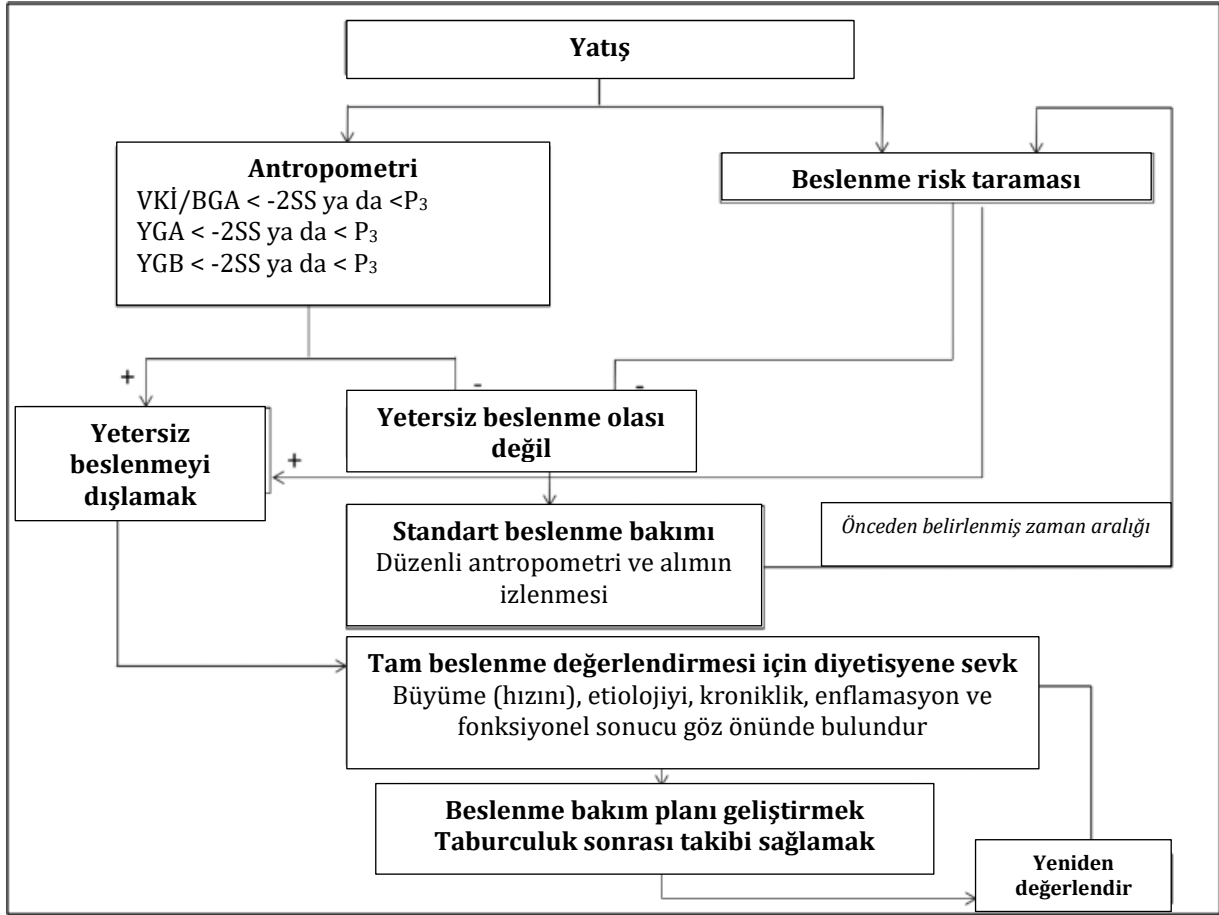 Yatış
Antropometri
VKİ/BGA < -2SS ya da <P₃
YGA < -2SS ya da < P₃
YGB < -2SS ya da < P₃
Beslenme risk taraması
+
-
-
Yetersiz
beslenmeyi
dışlamak
Yetersiz beslenme olası
değil
+
Standart beslenme bakımı
Düzenli antropometri ve alımın
izlenmesi
Önceden belirlenmiş zaman aralığı
Tam beslenme değerlendirmesi için diyetisyene sevk
Büyüme (hızını), etiolojiyi, kroniklik, enflamasyon ve
fonksiyonel sonucu göz önünde bulundur
Beslenme bakım planı geliştirmek
Taburculuk sonrası takibi sağlamak
Yeniden
değerlendir